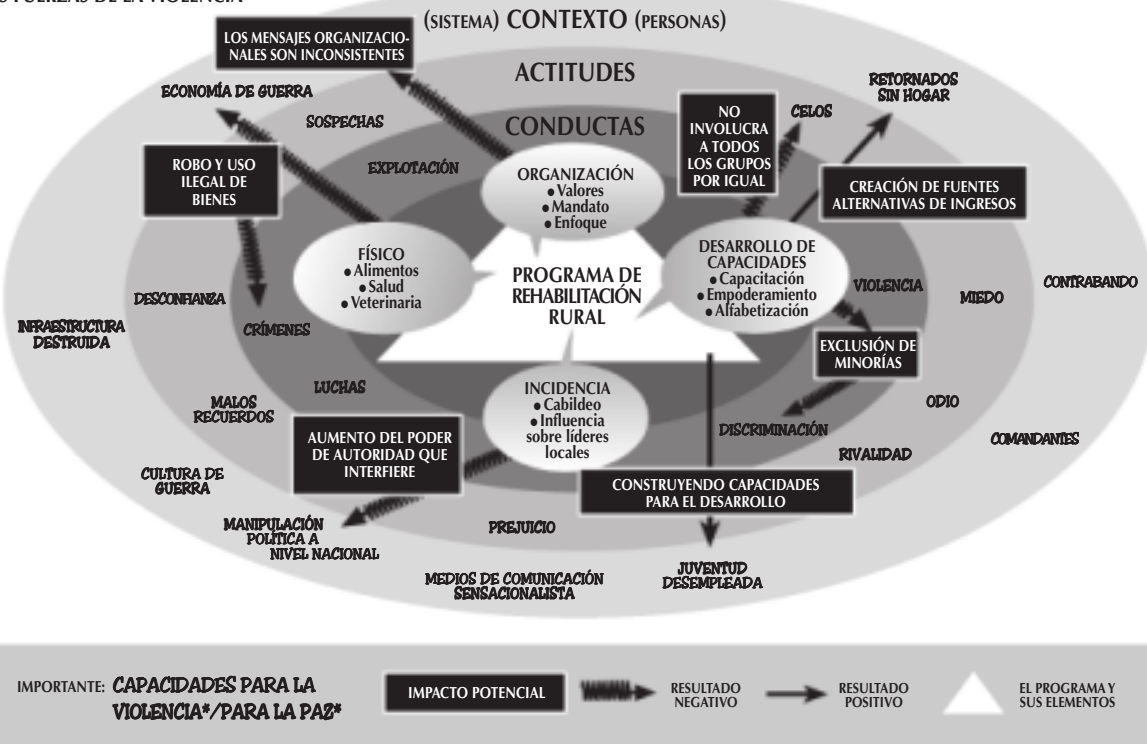 FUERZAS DE LA VIOLENCIA
(SISTEMA) CONTEXTO (PERSONAS)
LOS MENSAJES ORGANIZACIO-
NALES SON INCONSISTENTES
ACTITUDES
RETORNADOS
SIN HOGAR
ECONOMÍA DE GUERRA
SOSPECHAS
CONDUCTAS
NO
INVOLUCRA
A TODOS
LOS GRUPOS
POR IGUAL
CELOS
ROBO Y USO
ILEGAL DE
BIENES
EXPLOTACIÓN
ORGANIZACIÓN
• Valores
• Mandato
• Enfoque
CREACIÓN DE FUENTES
ALTERNATIVAS DE INGRESOS
FÍSICO
• Alimentos
• Salud
• Veterinaria
PROGRAMA DE
REHABILITACIÓN
RURAL
DESARROLLO DE
CAPACIDADES
• Capacitación
• Empoderamiento
• Alfabetización
VIOLENCIA
MIEDO
CONTRABANDO
DESCONFIANZA
INFRAESTRUCTURA
DESTRUIDA
CRÍMENES
EXCLUSIÓN DE
MINORÍAS
LUCHAS
INCIDENCIA
• Cabildeo
• Influencia
sobre líderes
locales
MALOS
RECUERDOS
ODIO
DISCRIMINACIÓN
COMANDANTES
AUMENTO DEL PODER
DE AUTORIDAD QUE
INTERFIERE
RIVALIDAD
CULTURA DE
GUERRA
CONSTRUYENDO CAPACIDADES
PARA EL DESARROLLO
MANIPULACIÓN
POLÍTICA A
NIVEL NACIONAL
PREJUICIO
MEDIOS DE COMUNICACIÓN
SENSACIONALISTA
JUVENTUD
DESEMPLEADA
IMPORTANTE: CAPACIDADES PARA LA
VIOLENCIA*/PARA LA PAZ*
IMPACTO POTENCIAL
RESULTADO
NEGATIVO
RESULTADO
POSITIVO
EL PROGRAMA Y
SUS ELEMENTOS